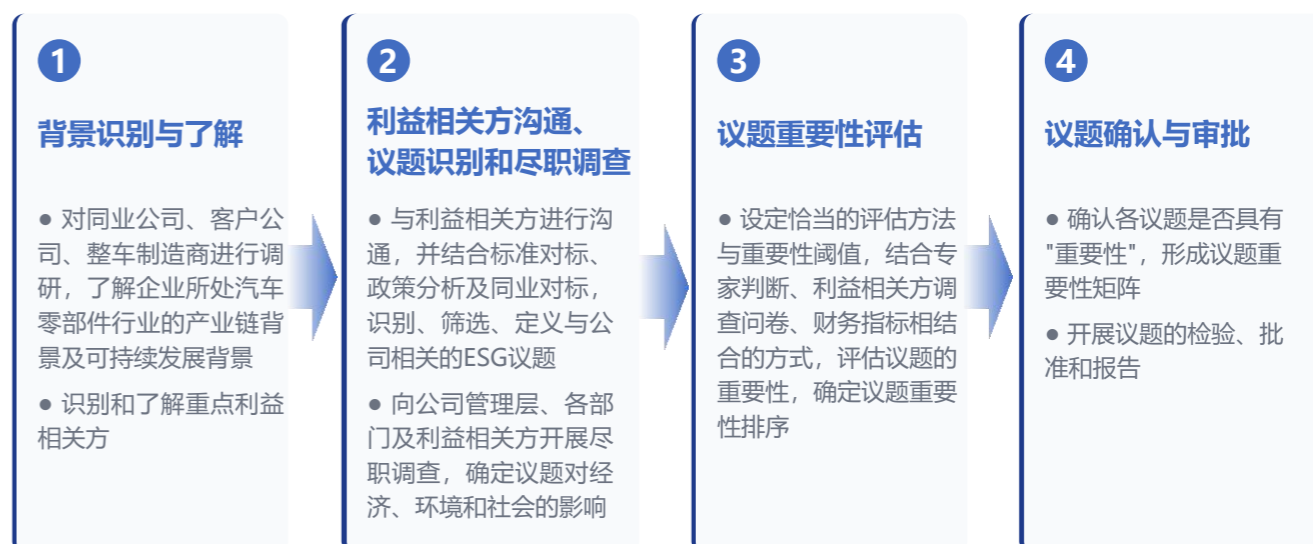 1
背景识别与了解
● 对同业公司、客户公
司、整车制造商进行调
研，了解企业所处汽车
零部件行业的产业链背
景及可持续发展背景
● 识别和了解重点利益
相关方
2
利益相关方沟通、
议题识别和尽职调查
● 与利益相关方进行沟
通，并结合标准对标、
政策分析及同业对标，
识别、筛选、定义与公
司相关的ESG议题
● 向公司管理层、各部
门及利益相关方开展尽
职调查，确定议题对经
济、环境和社会的影响
3
议题重要性评估
● 设定恰当的评估方法
与重要性阈值，结合专
家判断、利益相关方调
查问卷、财务指标相结
合的方式，评估议题的
重要性，确定议题重要
性排序
4
议题确认与审批
● 确认各议题是否具有
"重要性"，形成议题重
要性矩阵
● 开展议题的检验、批
准和报告